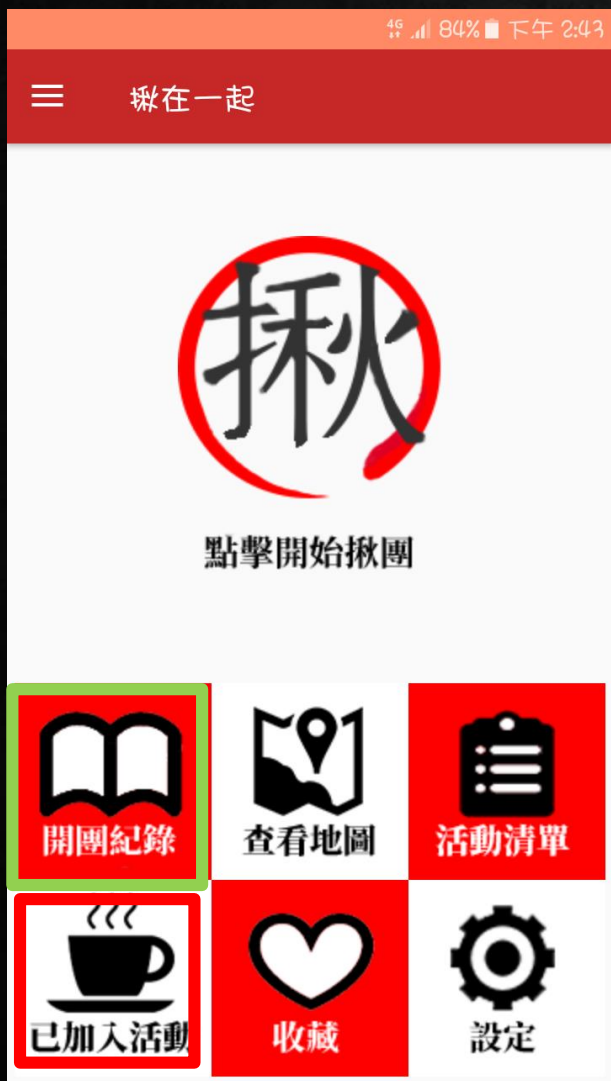 4G 84% 下午 2:43
揪在一起
揪
點擊開始揪團
開團紀錄
查看地圖
活動清單
已加入活動
收藏
設定